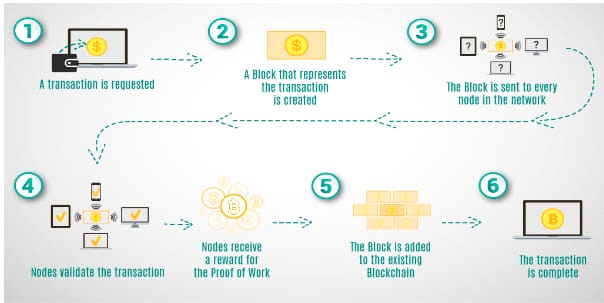 1
A transaction is requested
2
A Block that represents
the transaction
is created
3
The Block is sent to every
node in the network
4
Nodes validate the transaction
Nodes receive
a reward for
the Proof of Work
5
The Block is added
to the existing
Blockchain
6
The transaction
is complete